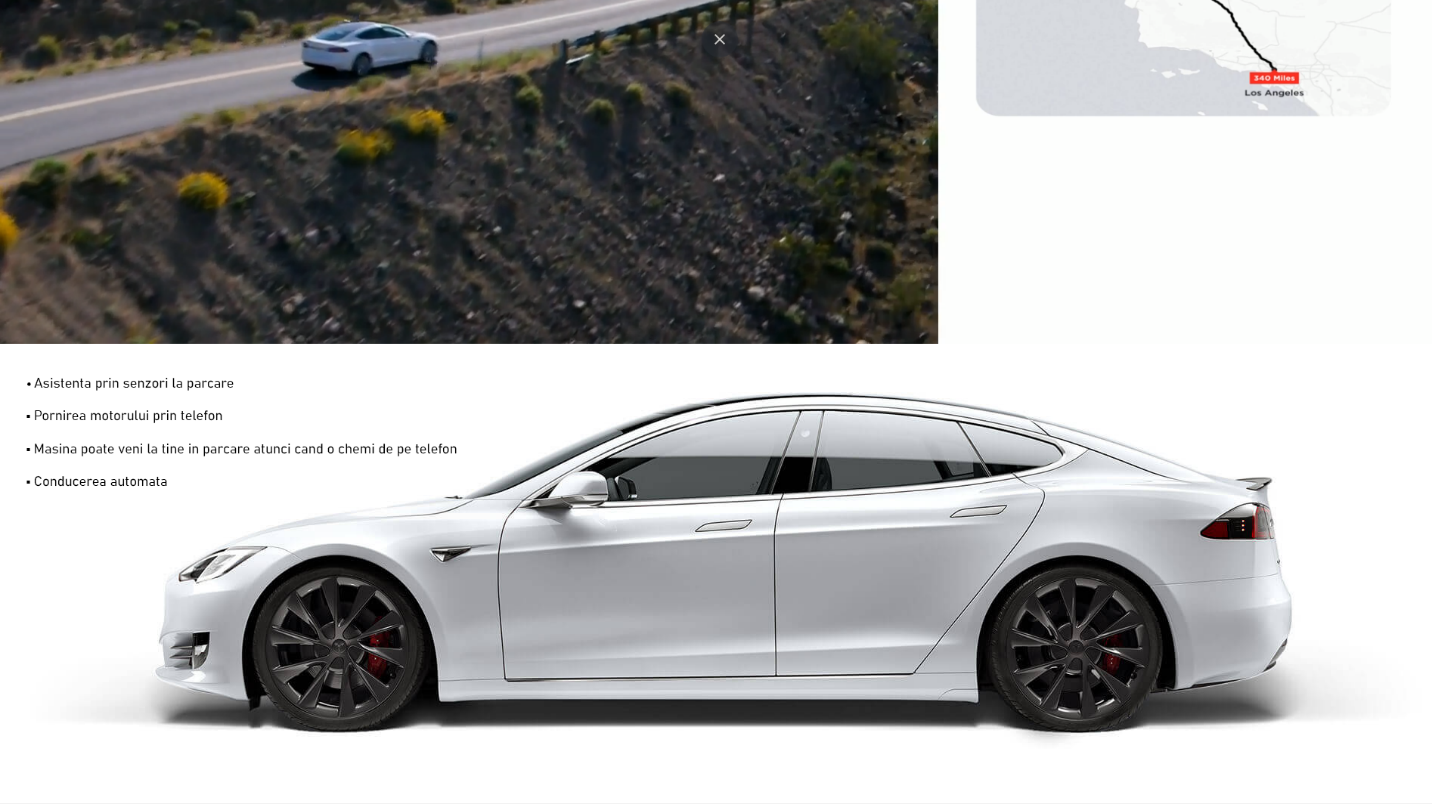 340 Miles
Los Angeles
▪ Asistenta prin senzori la parcare
▪ Pornirea motorului prin telefon
▪ Masina poate veni la tine in parcare atunci cand o chemi de pe telefon
▪ Conducerea automata